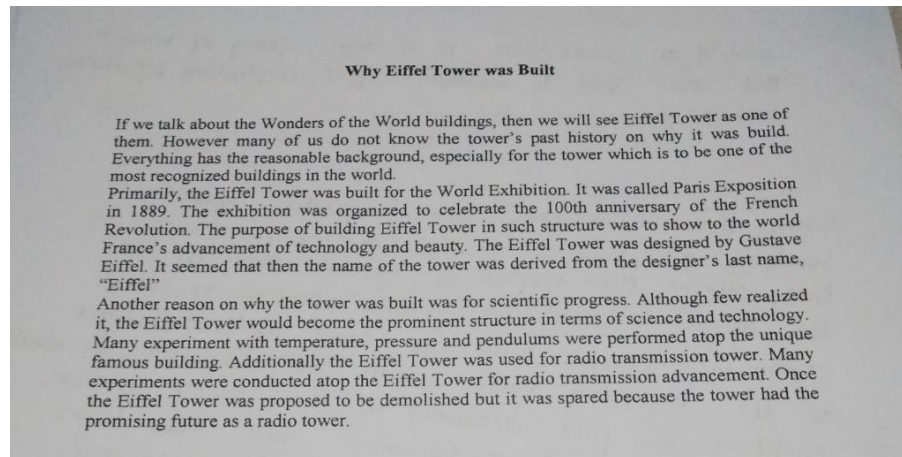 Why Eiffel Tower was Built
If we talk about the Wonders of the World buildings, then we will see Eiffel Tower as one of
them. However many of us do not know the tower's past history on why it was build.
Everything has the reasonable background, especially for the tower which is to be one of the
most recognized buildings in the world.
Primarily, the Eiffel Tower was built for the World Exhibition. It was called Paris Exposition
in 1889. The exhibition was organized to celebrate the 100th anniversary of the French
Revolution. The purpose of building Eiffel Tower in such structure was to show to the world
France's advancement of technology and beauty. The Eiffel Tower was designed by Gustave
Eiffel. It seemed that then the name of the tower was derived from the designer's last name,
"Eiffel"
Another reason on why the tower was built was for scientific progress. Although few realized
it, the Eiffel Tower would become the prominent structure in terms of science and technology.
Many experiment with temperature, pressure and pendulums were performed atop the unique
famous building. Additionally the Eiffel Tower was used for radio transmission tower. Many
experiments were conducted atop the Eiffel Tower for radio transmission advancement. Once
the Eiffel Tower was proposed to be demolished but it was spared because the tower had the
promising future as a radio tower.